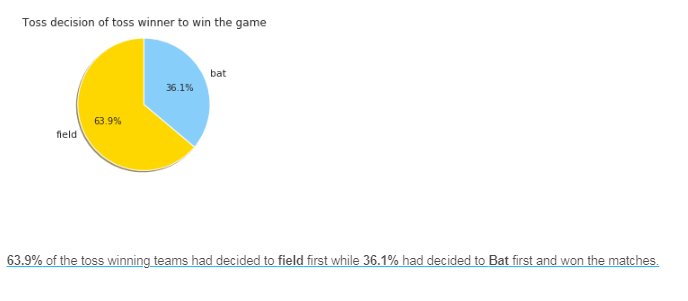 Toss decision of toss winner to win the game
bat
36.1%
63.9%
field
63.9% of the toss winning teams had decided to field first while 36.1% had decided to Bat first and won the matches.